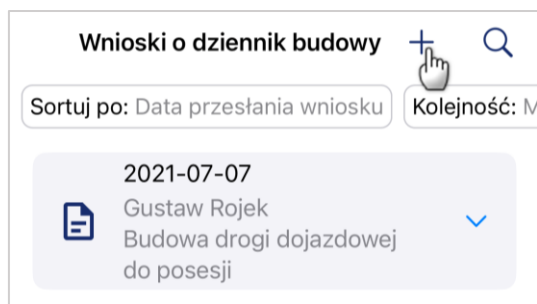 Wnioski o dziennik budowy
Sortuj po: Data przesłania wniosku Kolejność: M
2021-07-07
Gustaw Rojek
Budowa drogi dojazdowej
do posesji